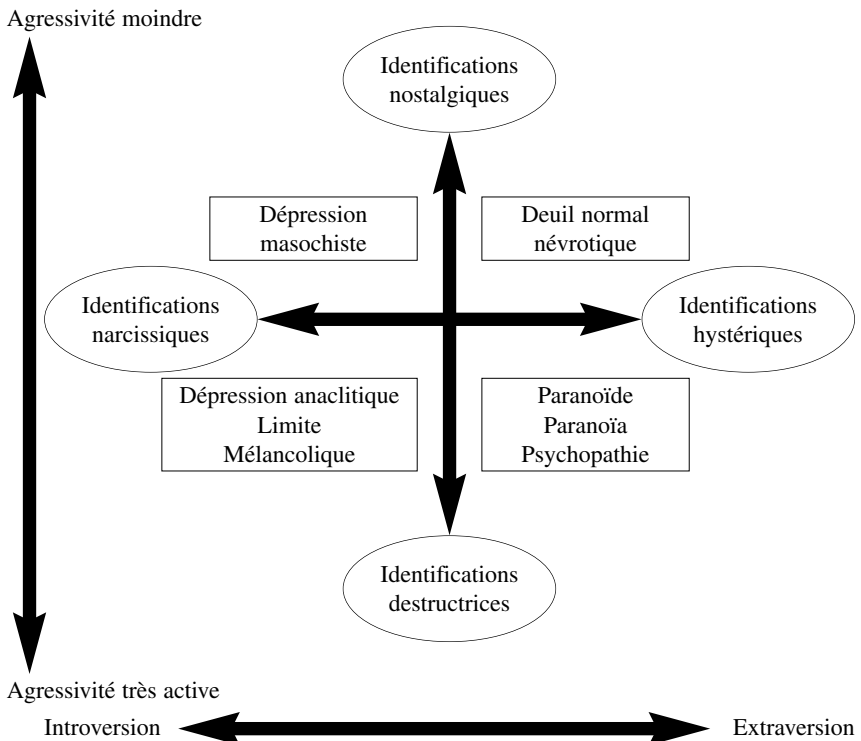 Agressivité moindre
Identifications
nostalgiques
Dépression
masochiste
Deuil normal
névrotique
Identifications
narcissiques
Identifications
hystériques
Dépression anaclitique
Limite
Mélancolique
Paranoïde
Paranoïa
Psychopathie
Identifications
destructrices
Agressivité très active
Introversion
Extraversion